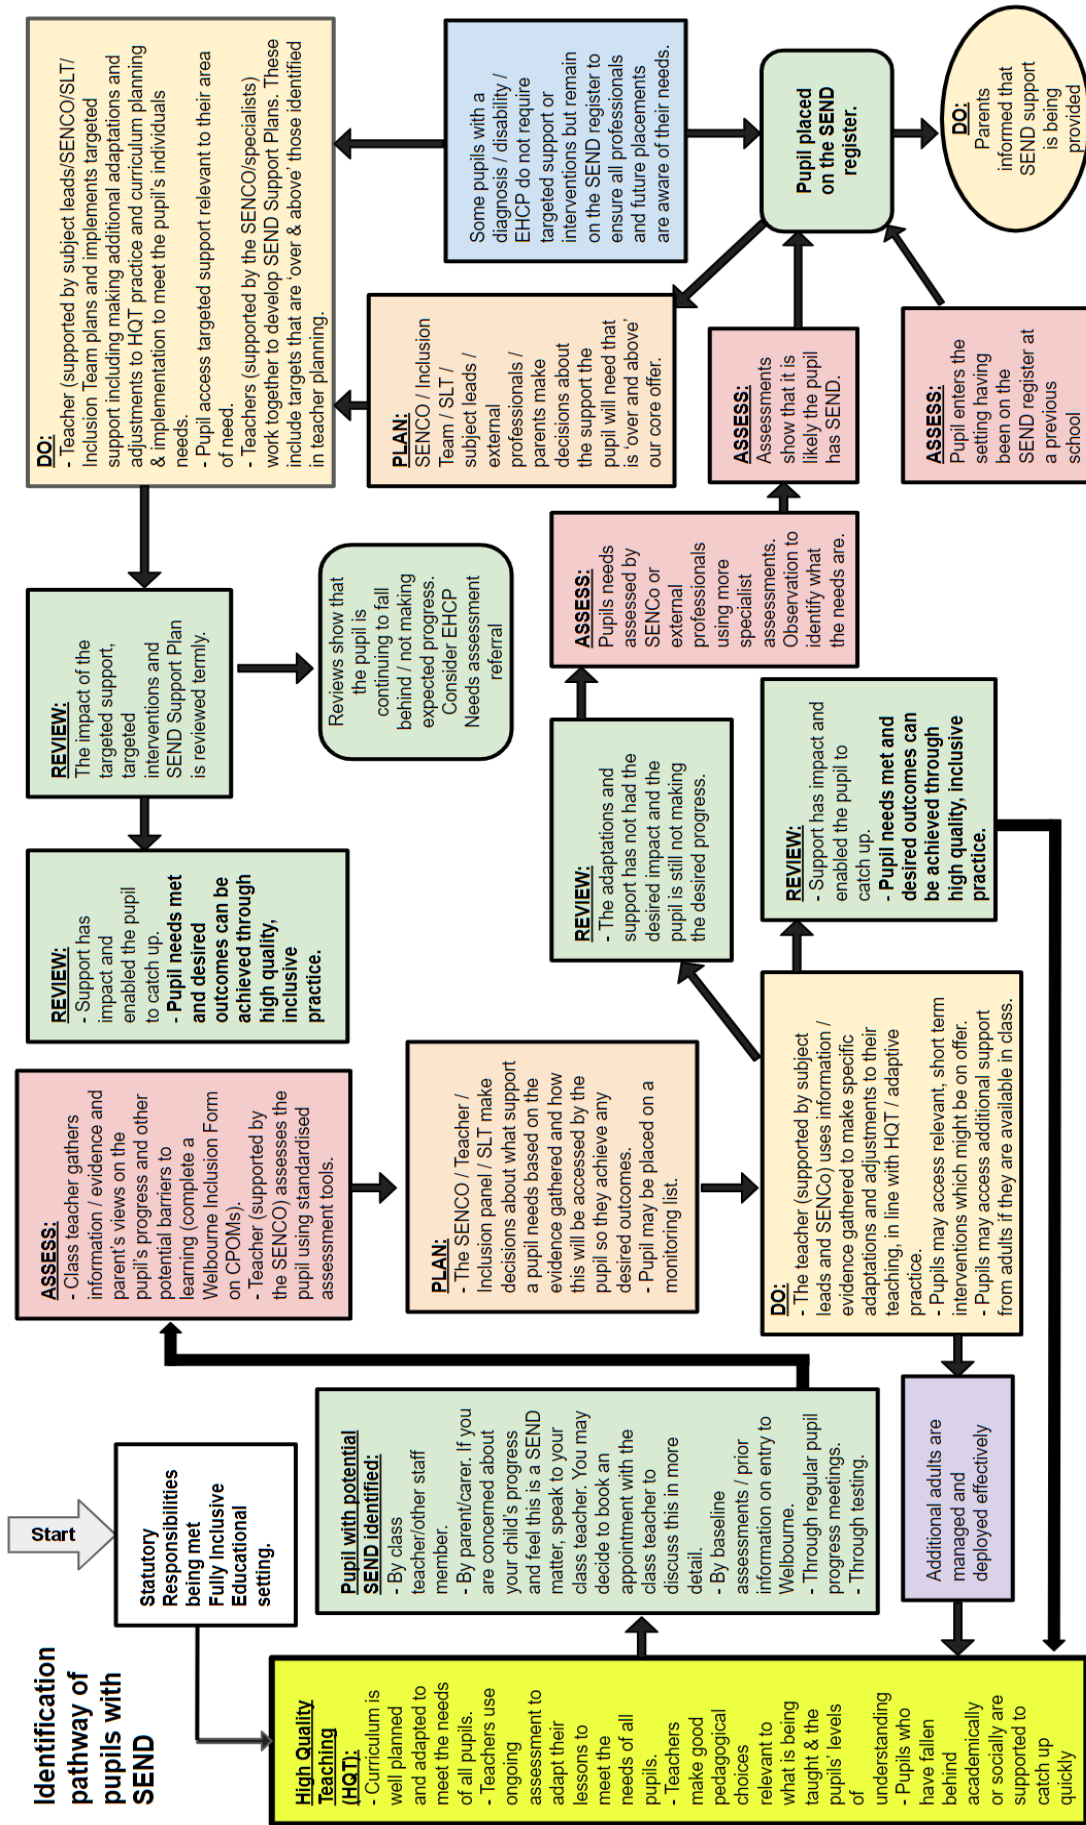 Identification
pathway of
pupils with
SEND
Start
Statutory
Responsibilities
being met
Fully Inclusive
Educational
setting.
High Quality
Teaching
(HQT):
- Curriculum is
well planned
and adapted to
meet the needs
of all pupils.
- Teachers use
ongoing
assessment to
adapt their
lessons to
meet the
needs of all
pupils.
- Teachers
make good
pedagogical
choices
relevant to
what is being
taught & the
pupils' levels
of
understanding
- Pupils who
have fallen
behind
academically
or socially are
supported to
catch up
quickly
Pupil with potential
SEND identified:
- By class
teacher/other staff
member.
- By parent/carer. If you
are concerned about
your child's progress
and feel this is a SEND
matter, speak to your
class teacher. You may
decide to book an
appointment with the
class teacher to
discuss this in more
detail.
- By baseline
assessments / prior
information on entry to
Welbourne.
- Through regular pupil
progress meetings.
- Through testing.
Additional adults are
managed and
deployed effectively
ASSESS:
- Class teacher gathers
information / evidence and
parent's views on the
pupil's progress and other
potential barriers to
learning (complete a
Welbourne Inclusion Form
on CPOMs).
- Teacher (supported by
the SENCO) assesses the
pupil using standardised
assessment tools.
PLAN:
- The SENCO / Teacher /
Inclusion panel / SLT make
decisions about what support
a pupil needs based on the
evidence gathered and how
this will be accessed by the
pupil so they achieve any
desired outcomes.
- Pupil may be placed on a
monitoring list.
DO:
- The teacher (supported by subject
leads and SENCo) uses information /
evidence gathered to make specific
adaptations and adjustments to their
teaching, in line with HQT / adaptive
practice.
- Pupils may access relevant, short term
interventions which might be on offer.
- Pupils may access additional support
from adults if they are available in class.
REVIEW:
- Support has
impact and
enabled the pupil
to catch up.
- Pupil needs met
and desired
outcomes can be
achieved through
high quality,
inclusive
practice.
REVIEW:
The impact of the
targeted support,
targeted
interventions and
SEND Support Plan
is reviewed termly.
Reviews show that
the pupil is
continuing to fall
behind / not making
expected progress.
Consider EHCP
Needs assessment
referral
REVIEW:
- The adaptations and
support has not had the
desired impact and the
pupil is still not making
the desired progress.
REVIEW:
- Support has impact and
enabled the pupil to
catch up.
- Pupil needs met and
desired outcomes can
be achieved through
high quality, inclusive
practice.
DO:
- Teacher (supported by subject leads/SENCO/SLT/
Inclusion Team plans and implements targeted
support including making additional adaptations and
adjustments to HQT practice and curriculum planning
& implementation to meet the pupil's individuals
needs.
- Pupil access targeted support relevant to their area
of need.
- Teachers (supported by the SENCO/specialists)
work together to develop SEND Support Plans. These
include targets that are 'over & above' those identified
in teacher planning.
PLAN:
SENCO / Inclusion
Team / SLT /
subject leads /
external
professionals /
parents make
decisions about
the support the
pupil will need that
is 'over and above'
our core offer.
ASSESS:
Pupils needs
assessed by
SENCo or
external
professionals
using more
specialist
assessments.
Observation to
identify what
the needs are.
ASSESS:
Assessments
show that it is
likely the pupil
has SEND.
ASSESS:
Pupil enters the
setting having
been on the
SEND register at
a previous
school
Some pupils with a
diagnosis / disability /
EHCP do not require
targeted support or
interventions but remain
on the SEND register to
ensure all professionals
and future placements
are aware of their needs.
Pupil placed
on the SEND
register.
DO:
Parents
informed that
SEND support
is being
provided